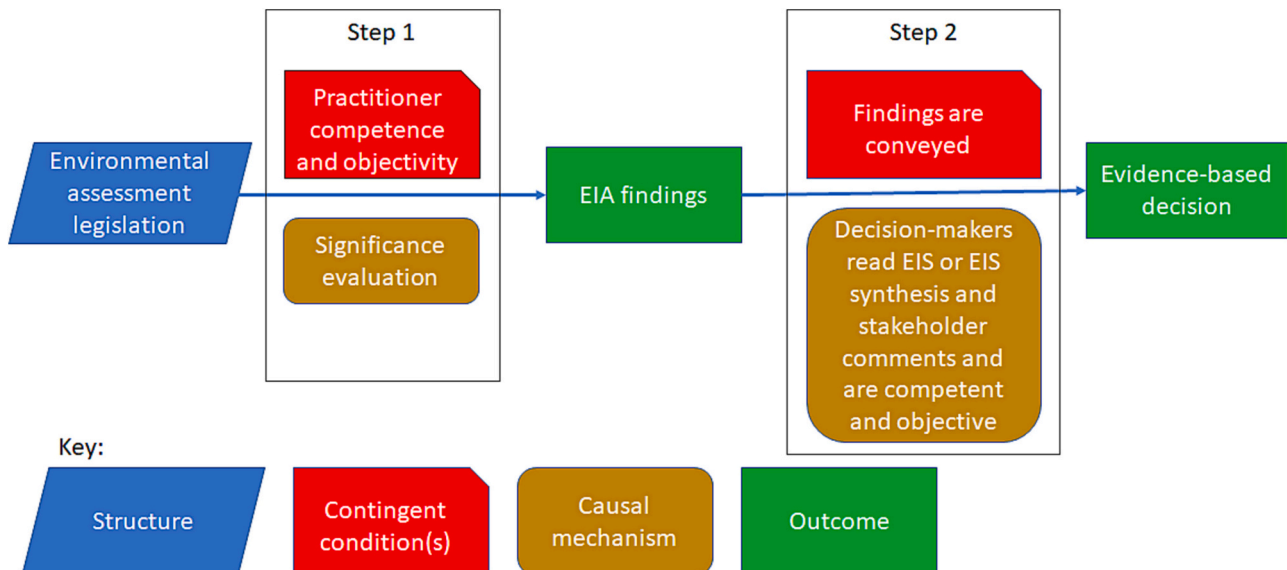 Step 1
Step 2
Practitioner
competence
and objectivity
Findings are
conveyed
Environmental
assessment
legislation
EIA findings
Evidence-based
decision
Significance
evaluation
Decision-makers
read EIS or EIS
synthesis and
stakeholder
comments and
are competent
and objective
Key:
Structure
Contingent
condition(s)
Causal
mechanism
Outcome